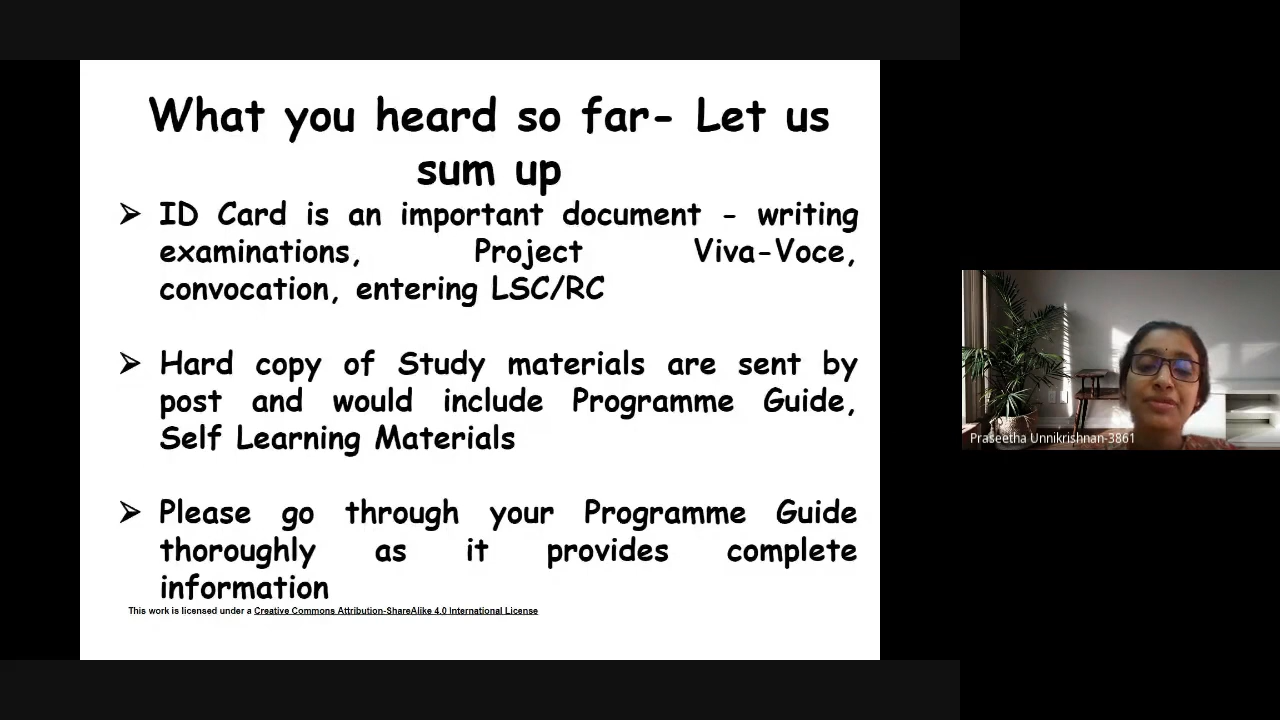 What you heard so far- Let us
sum up
➢ ID Card is an important document - writing
examinations, Project Viva-Voce,
convocation, entering LSC/RC
➢ Hard copy of Study materials are sent by
post and would include Programme Guide,
Self Learning Materials
➢ Please go through your Programme Guide
thoroughly as it provides complete
information
This work is licensed under a Creative Commons Attribution-ShareAlike 4.0 International License
Praseetha Unnikrishnan-3861